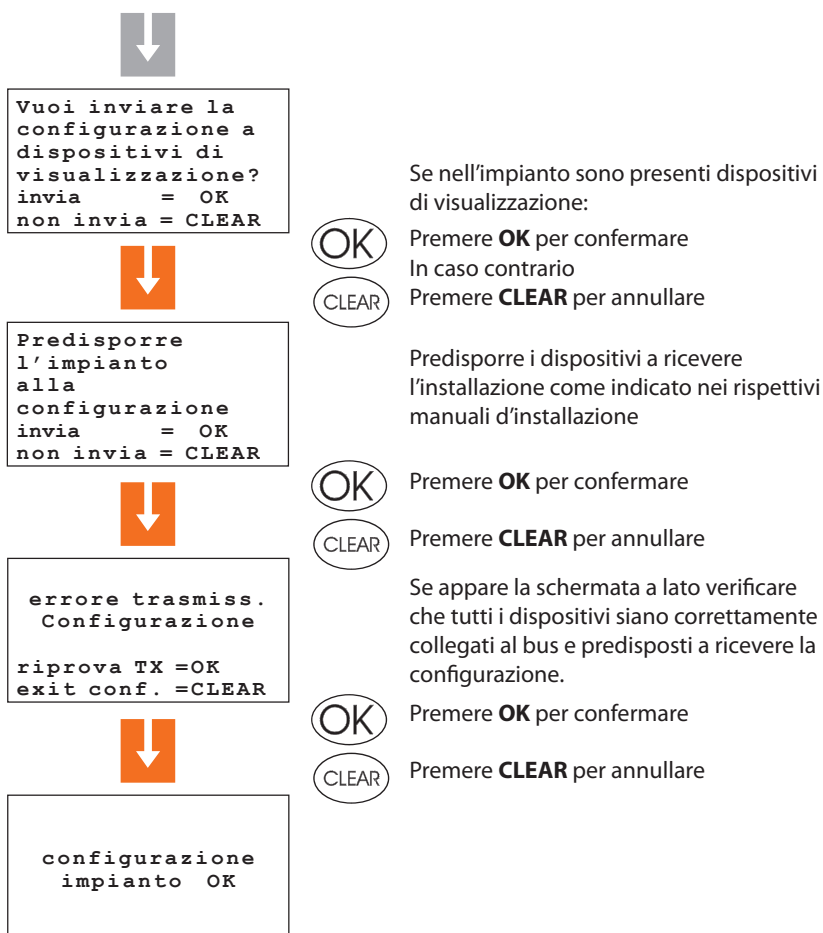 Vuoi inviare la
configurazione a
dispositivi di
visualizzazione?
invia = OK
non invia = CLEAR
Se nell’impianto sono presenti dispositivi
di visualizzazione:
OK
Premere OK per confermare
In caso contrario
CLEAR
Premere CLEAR per annullare
Predisporre
l’impianto
alla
configurazione
invia = OK
non invia = CLEAR
Predisporre i dispositivi a ricevere
l’installazione come indicato nei rispettivi
manuali d’installazione
OK
Premere OK per confermare
CLEAR
Premere CLEAR per annullare
errore trasmiss.
Configurazione
riprova TX =OK
exit conf. =CLEAR
Se appare la schermata a lato verificare
che tutti i dispositivi siano correttamente
collegati al bus e predisposti a ricevere la
configurazione.
OK
Premere OK per confermare
CLEAR
Premere CLEAR per annullare
configurazione
impianto OK